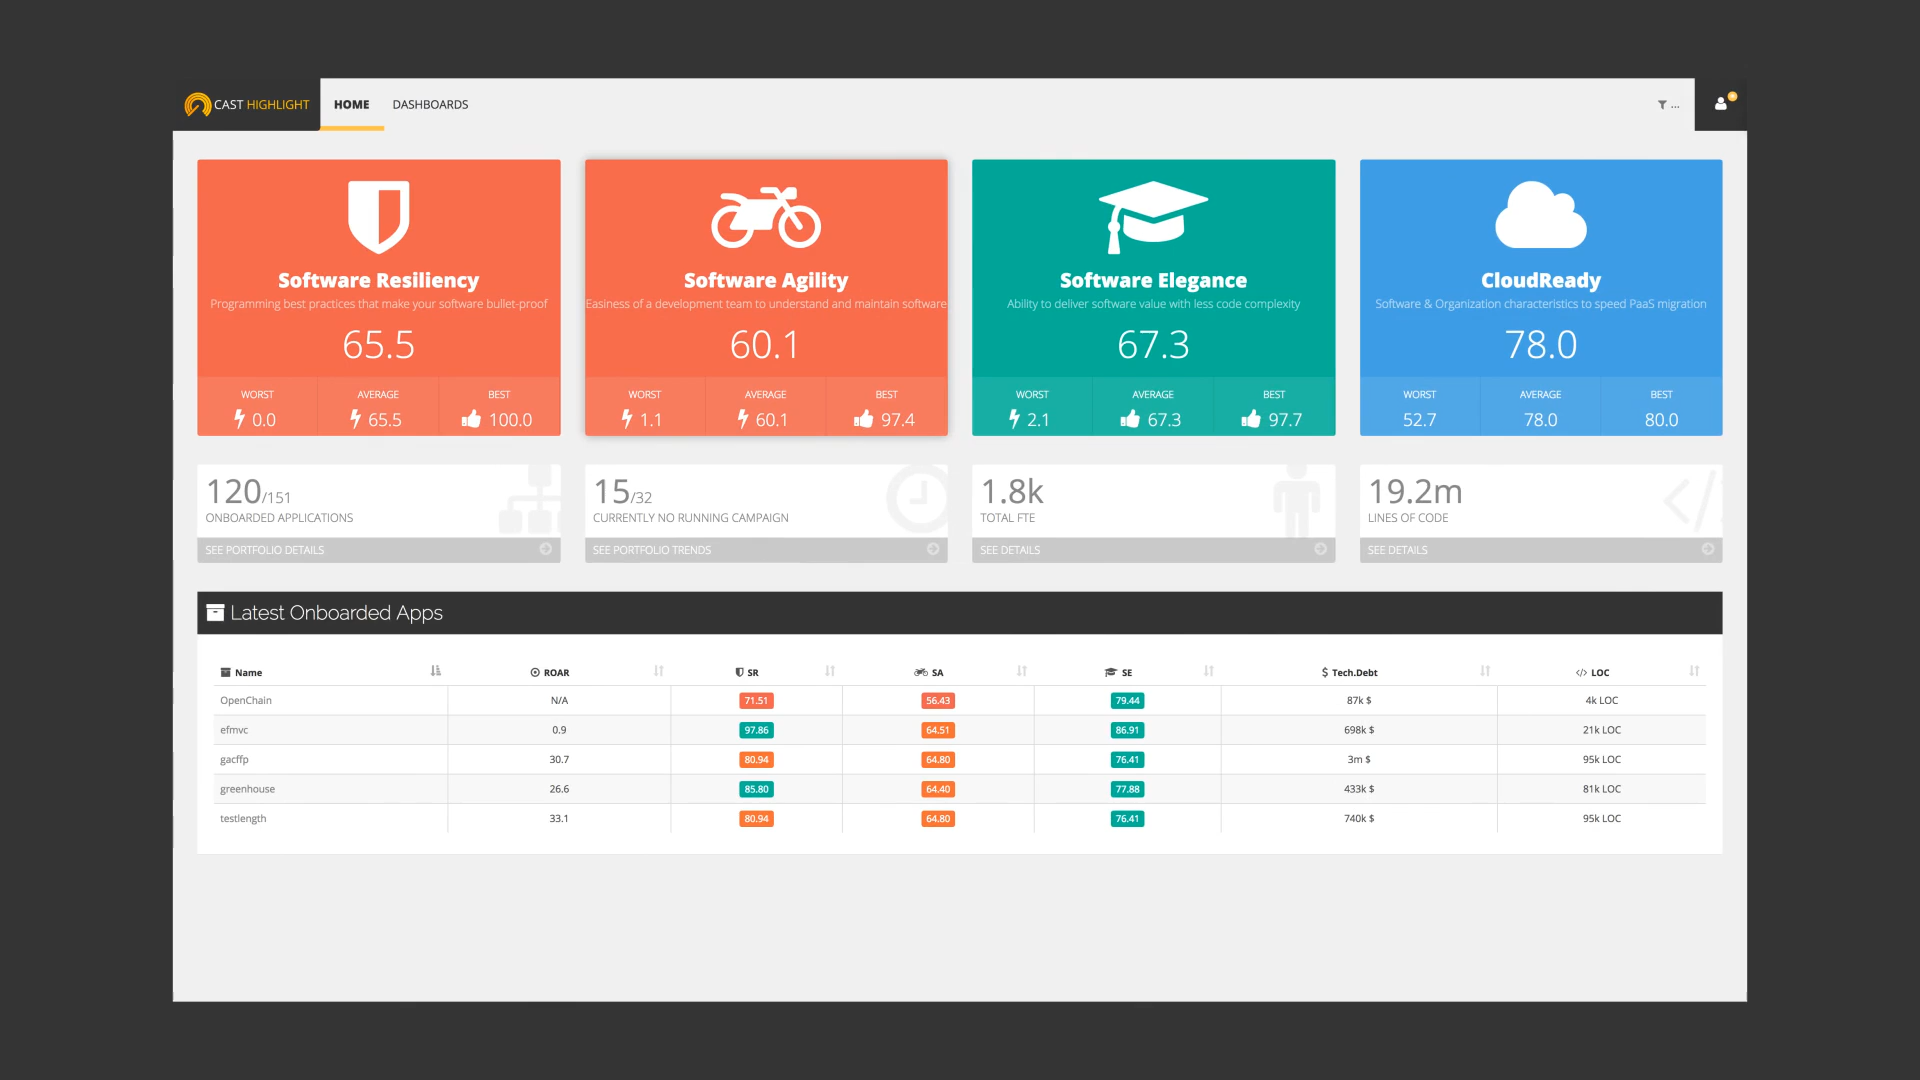 CAST HIGHLIGHT HOME DASHBOARDS ...
Software Resiliency
Programming best practices that make your software bullet-proof
65.5
WORST AVERAGE BEST
0.0 65.5 100.0
Software Agility
Easiness of a development team to understand and maintain software
60.1
WORST AVERAGE BEST
1.1 60.1 97.4
Software Elegance
Ability to deliver software value with less code complexity
67.3
WORST AVERAGE BEST
2.1 67.3 97.7
CloudReady
Software & Organization characteristics to speed PaaS migration
78.0
WORST AVERAGE BEST
52.7 78.0 80.0
120/151
ONBOARDED APPLICATIONS
SEE PORTFOLIO DETAILS
15/32
CURRENTLY NO RUNNING CAMPAIGN
SEE PORTFOLIO TRENDS
1.8k
TOTAL FTE
SEE DETAILS
19.2m
LINES OF CODE
SEE DETAILS
Latest Onboarded Apps
Name ROAR SR SA SE $ Tech.Debt </> LOC
OpenChain N/A 71.51 56.43 79.44 87k $ 4k LOC
efmvc 0.9 97.86 64.51 86.91 698k $ 21k LOC
gacffp 30.7 80.94 64.80 76.41 3m $ 95k LOC
greenhouse 26.6 85.80 64.40 77.88 433k $ 81k LOC
testlength 33.1 80.94 64.80 76.41 740k $ 95k LOC